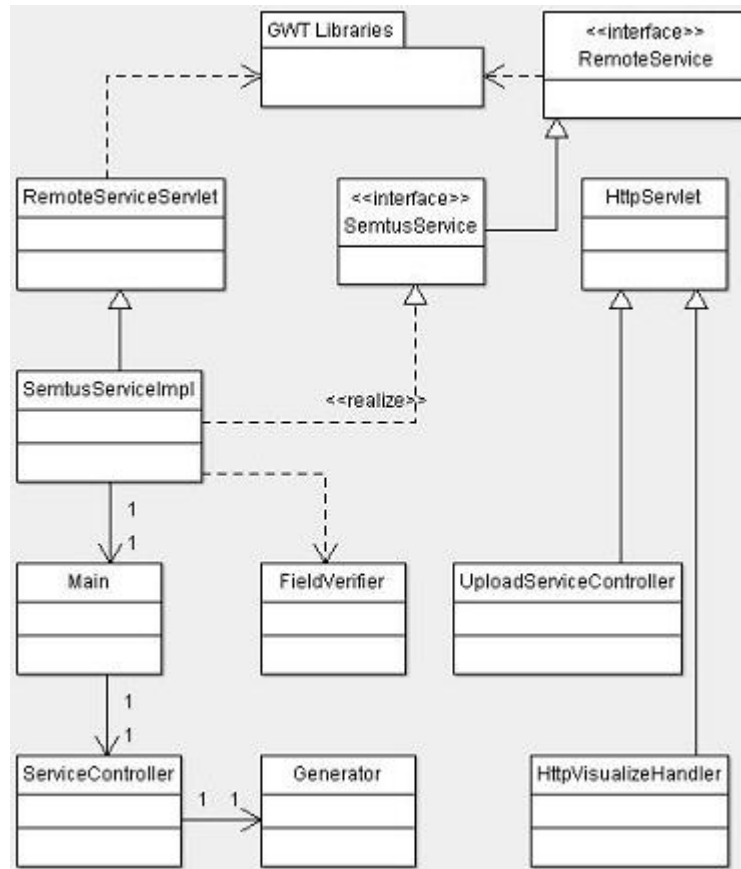 GWT Libraries
<<interface>>
RemoteService
RemoteServiceServlet
<<interface>>
SemtusService
HttpServlet
SemtusServiceImpl
<<realize>>
1
1
Main
FieldVerifier
UploadServiceController
1
1
ServiceController
1
1
Generator
HttpVisualizeHandler